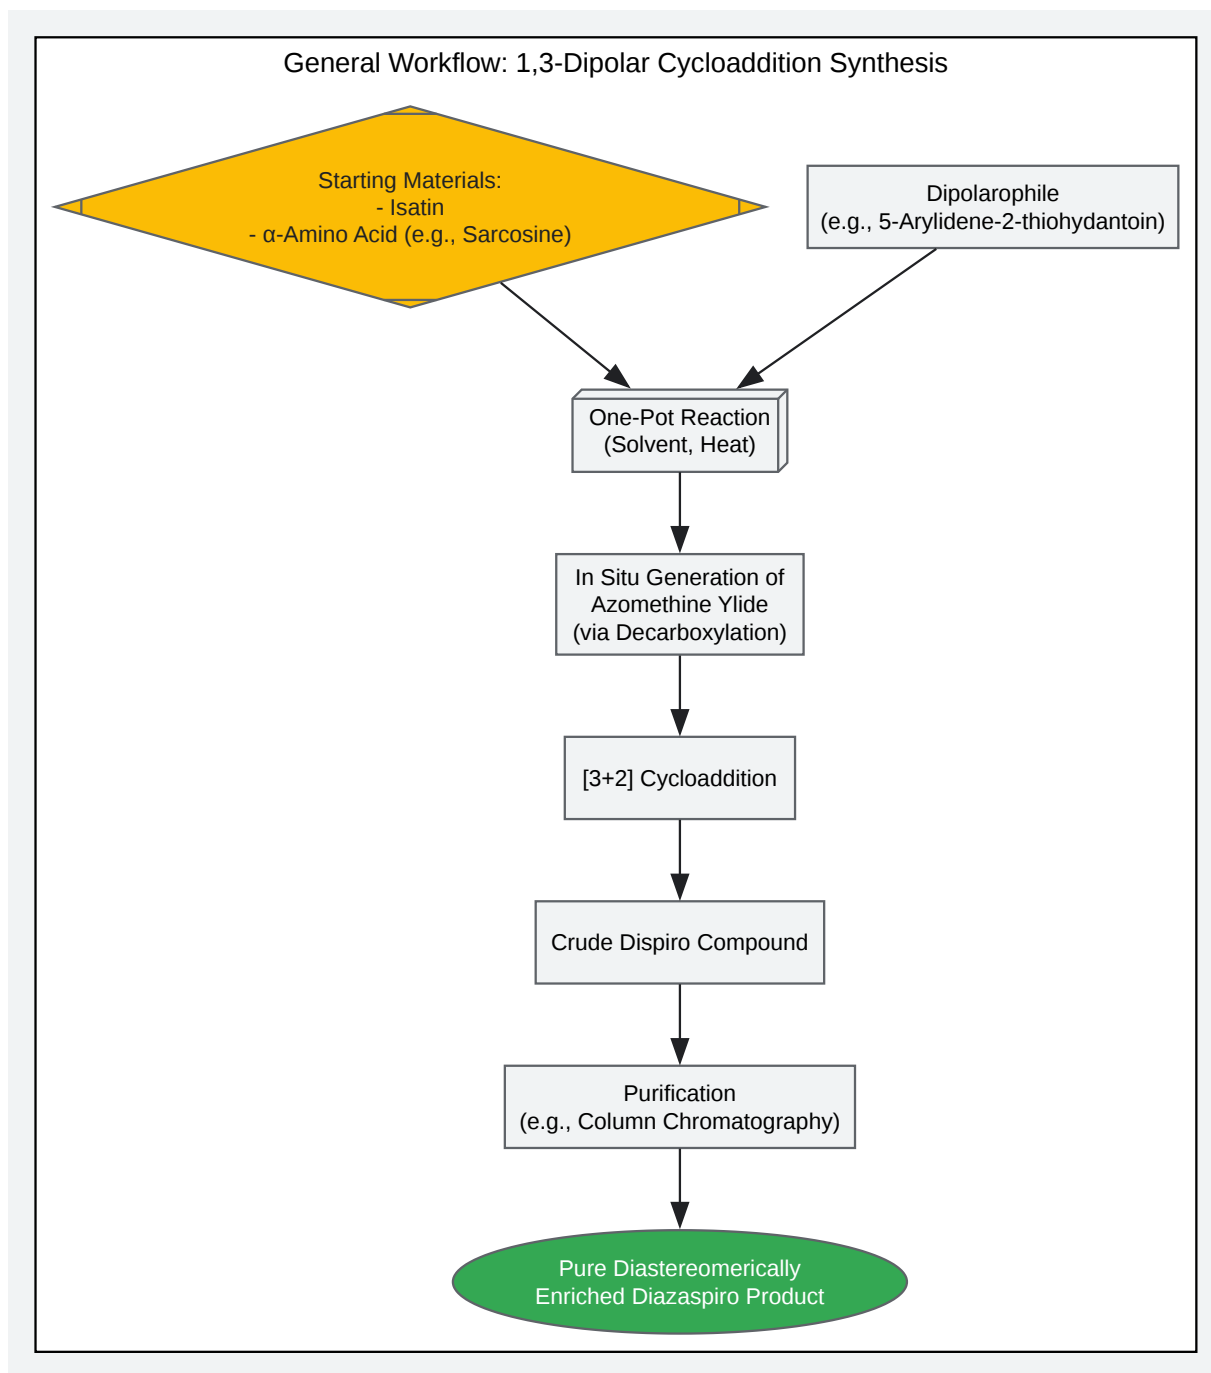 General Workflow: 1,3-Dipolar Cycloaddition Synthesis
Starting Materials:
- Isatin
- α-Amino Acid (e.g., Sarcosine)
Dipolarophile
(e.g., 5-Arylidene-2-thiohydantoin)
One-Pot Reaction
(Solvent, Heat)
In Situ Generation of
Azomethine Ylide
(via Decarboxylation)
[3+2] Cycloaddition
Crude Dispiro Compound
Purification
(e.g., Column Chromatography)
Pure Diastereomerically
Enriched Diazaspiro Product